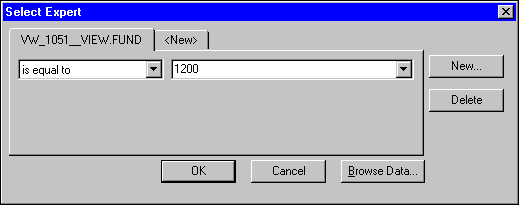 Select Expert
VW_1051__VIEW.FUND <New>
is equal to 1200 New...
Delete
OK Cancel Browse Data...